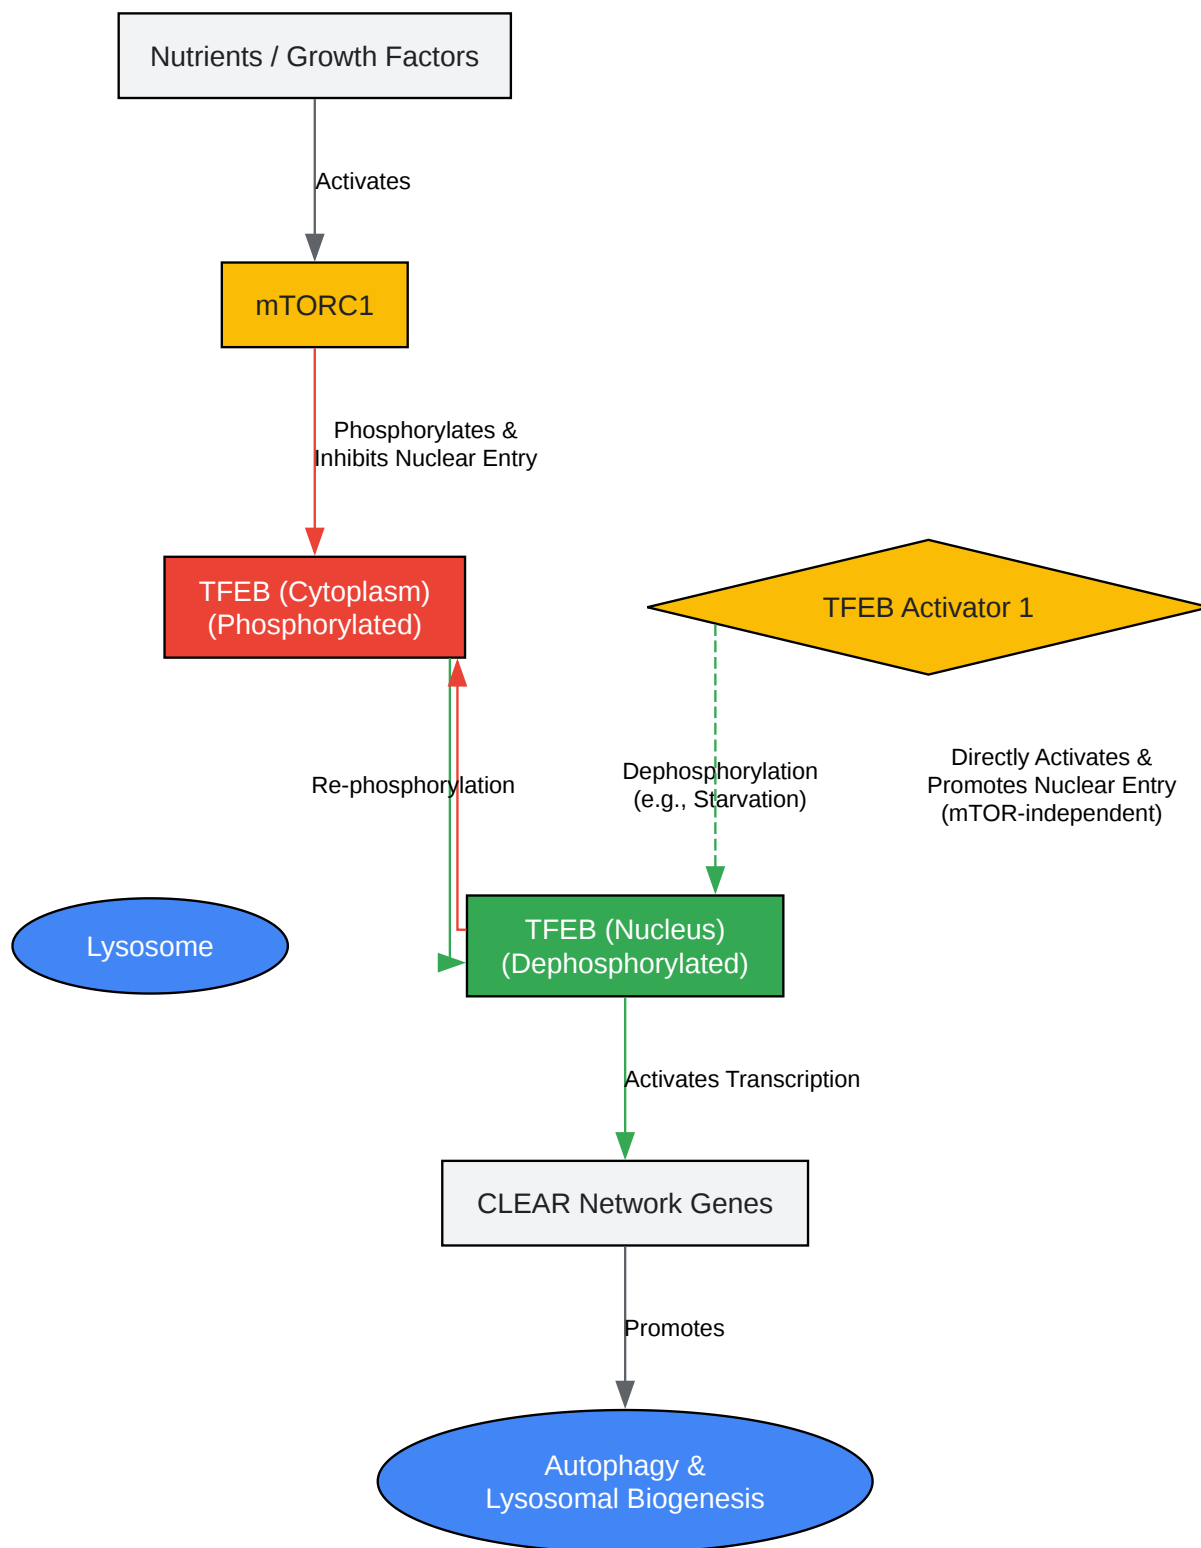 Nutrients / Growth Factors
Activates
mTORC1
Phosphorylates &
Inhibits Nuclear Entry
TFEB (Cytoplasm)
(Phosphorylated)
TFEB Activator 1
Re-phosphorylation
Dephosphorylation
(e.g., Starvation)
Directly Activates &
Promotes Nuclear Entry
(mTOR-independent)
Lysosome
TFEB (Nucleus)
(Dephosphorylated)
Activates Transcription
CLEAR Network Genes
Promotes
Autophagy &
Lysosomal Biogenesis